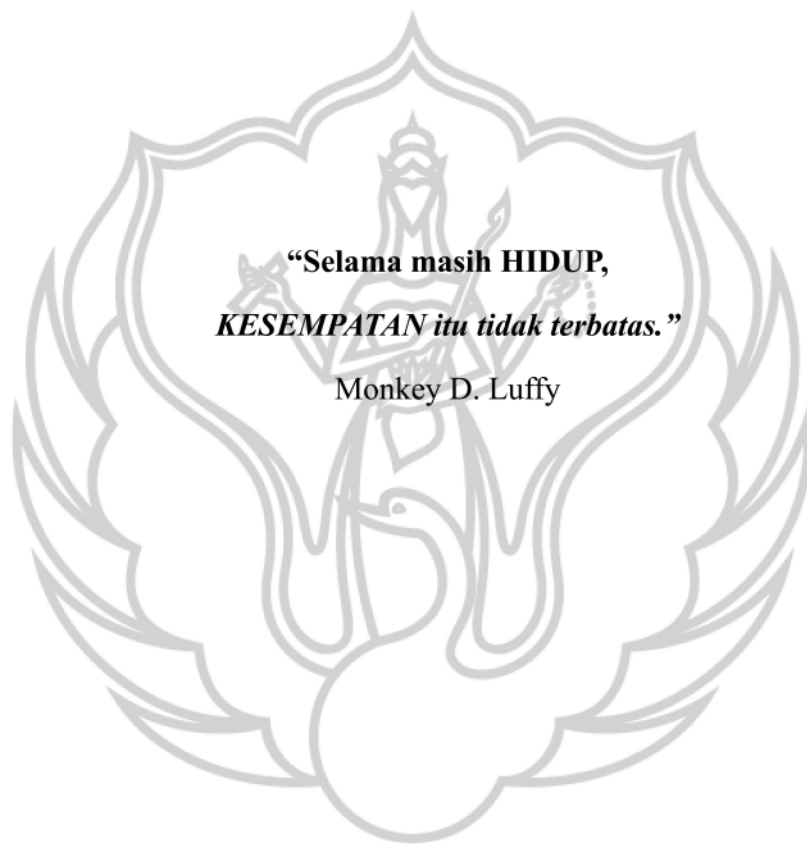 “Selama masih HIDUP,
KESEMPATAN itu tidak terbatas.”
Monkey D. Luffy